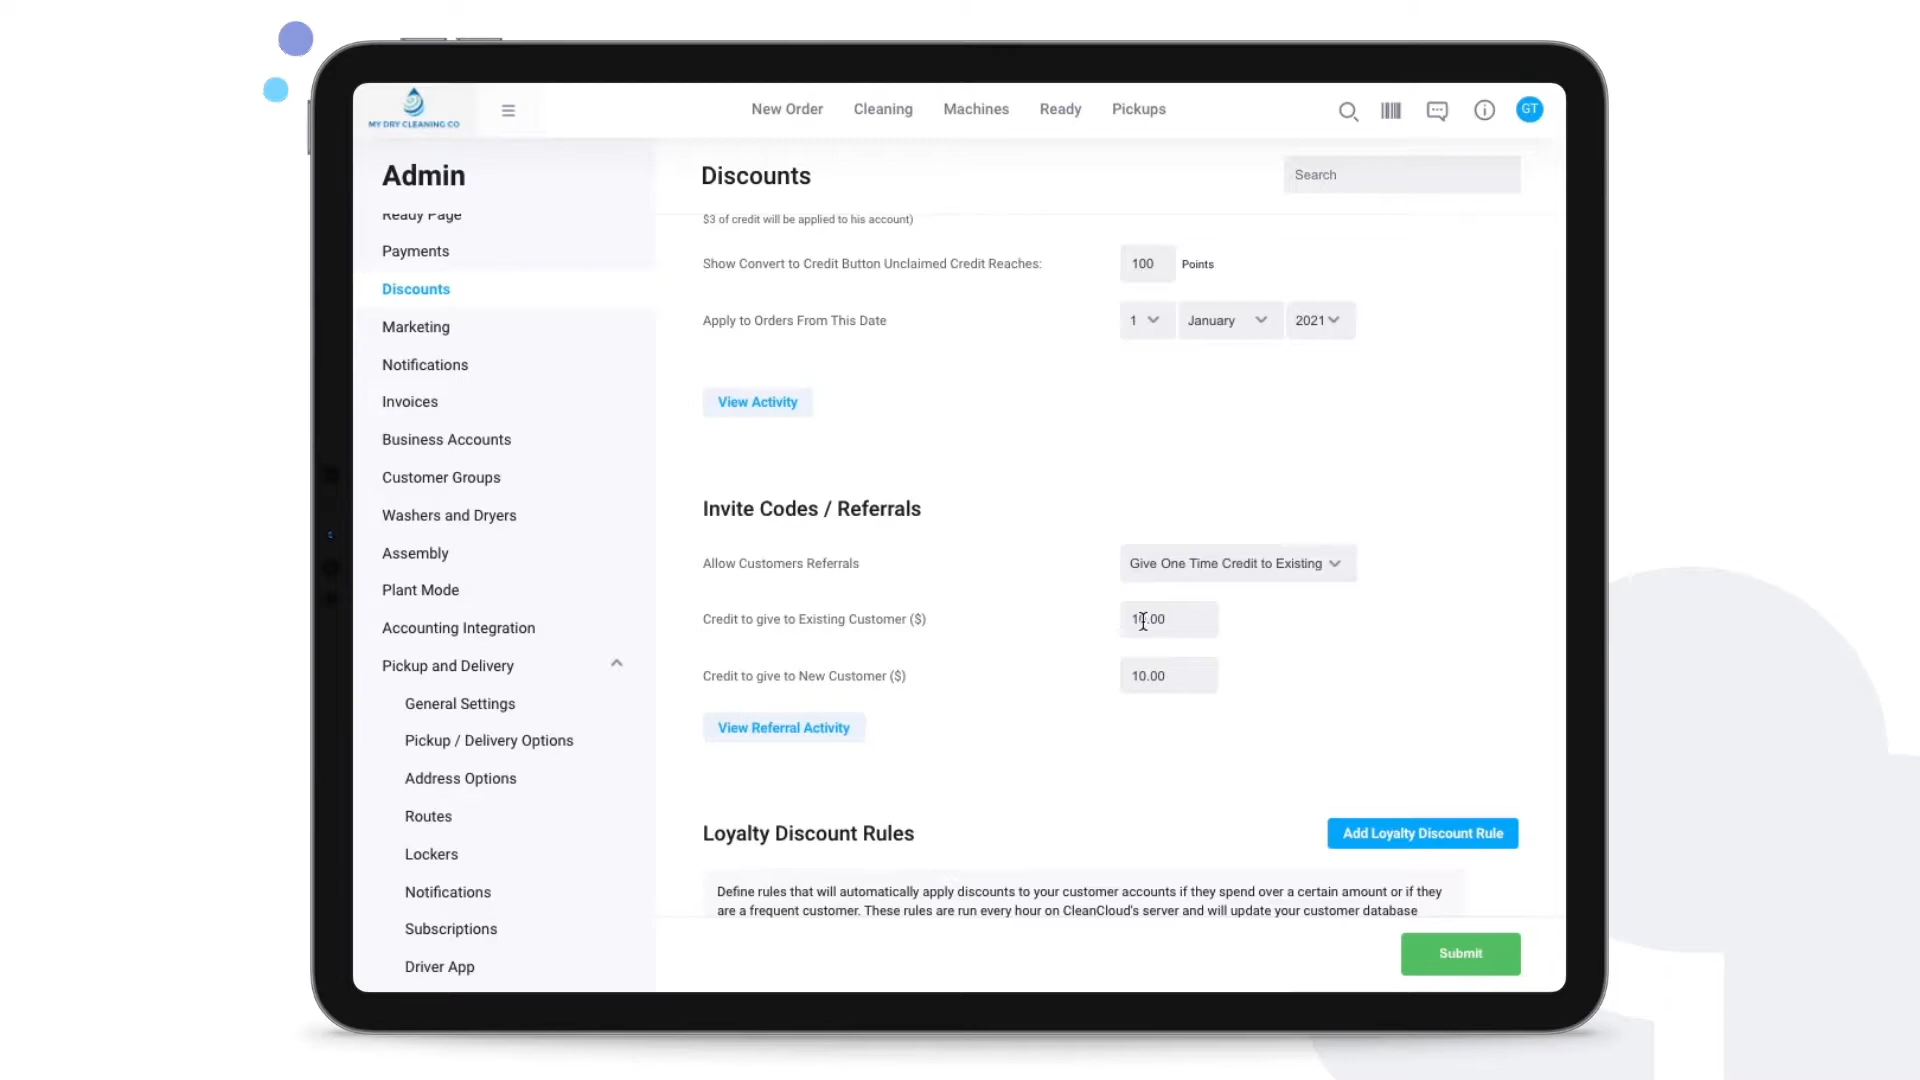 MY DRY CLEANING CO
New Order
Cleaning
Machines
Ready
Pickups
GT
Admin
Ready Page
Payments
Discounts
Marketing
Notifications
Invoices
Business Accounts
Customer Groups
Washers and Dryers
Assembly
Plant Mode
Accounting Integration
Pickup and Delivery
General Settings
Pickup / Delivery Options
Address Options
Routes
Lockers
Notifications
Subscriptions
Driver App
Discounts
Search
$3 of credit will be applied to his account)
Show Convert to Credit Button Unclaimed Credit Reaches:
100 Points
Apply to Orders From This Date
1 January 2021
View Activity
Invite Codes / Referrals
Allow Customers Referrals
Give One Time Credit to Existing
Credit to give to Existing Customer ($)
10.00
Credit to give to New Customer ($)
10.00
View Referral Activity
Loyalty Discount Rules
Add Loyalty Discount Rule
Define rules that will automatically apply discounts to your customer accounts if they spend over a certain amount or if they
are a frequent customer. These rules are run every hour on CleanCloud's server and will update your customer database
Submit